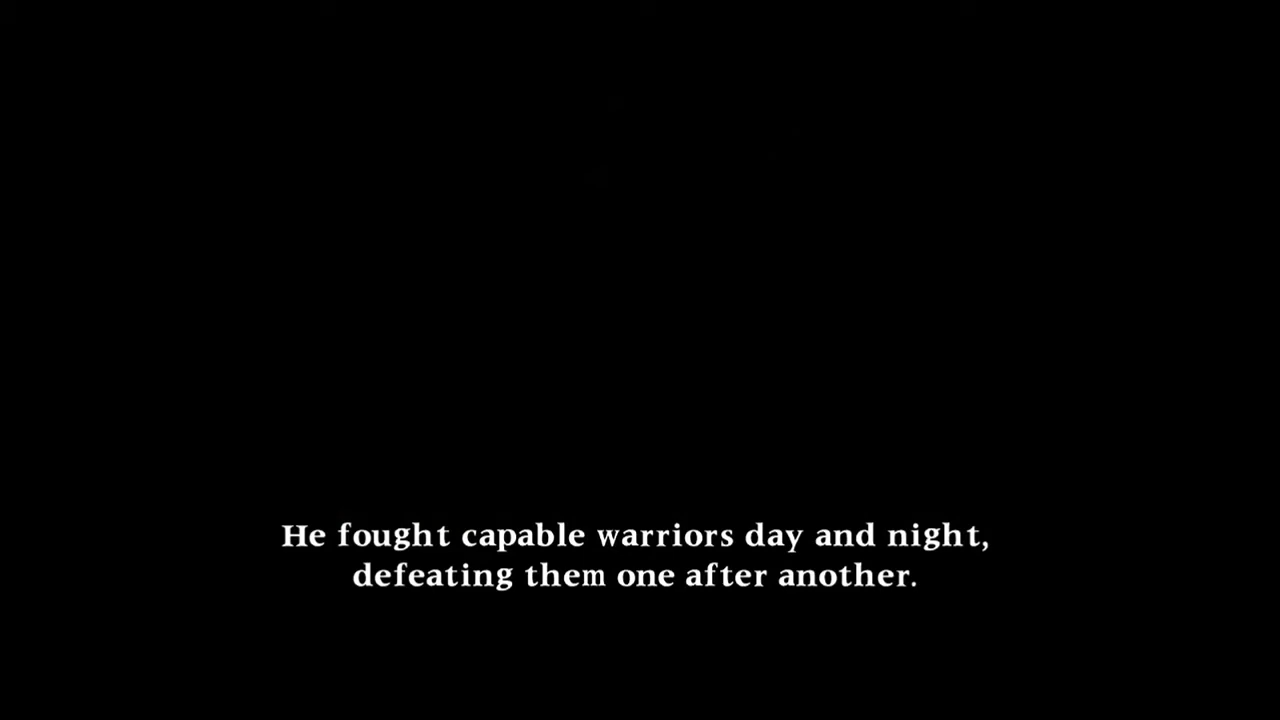 He fought capable warriors day and night,
defeating them one after another.